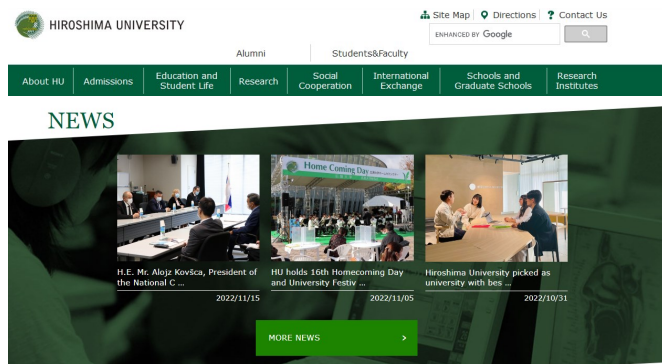 HIROSHIMA UNIVERSITY
Site Map
Directions
? Contact Us
ENHANCED BY Google
Alumni
Students&Faculty
About HU
Admissions
Education and
Student Life
Research
Social
Cooperation
International
Exchange
Schools and
Graduate Schools
Research
Institutes
NEWS
Home Coming Day
H.E. Mr. Alojz Kovšca, President of
the National C ...
2022/11/15
HU holds 16th Homecoming Day
and University Festiv ...
2022/11/05
Hiroshima University picked as
university with bes ...
2022/10/31
MORE NEWS >